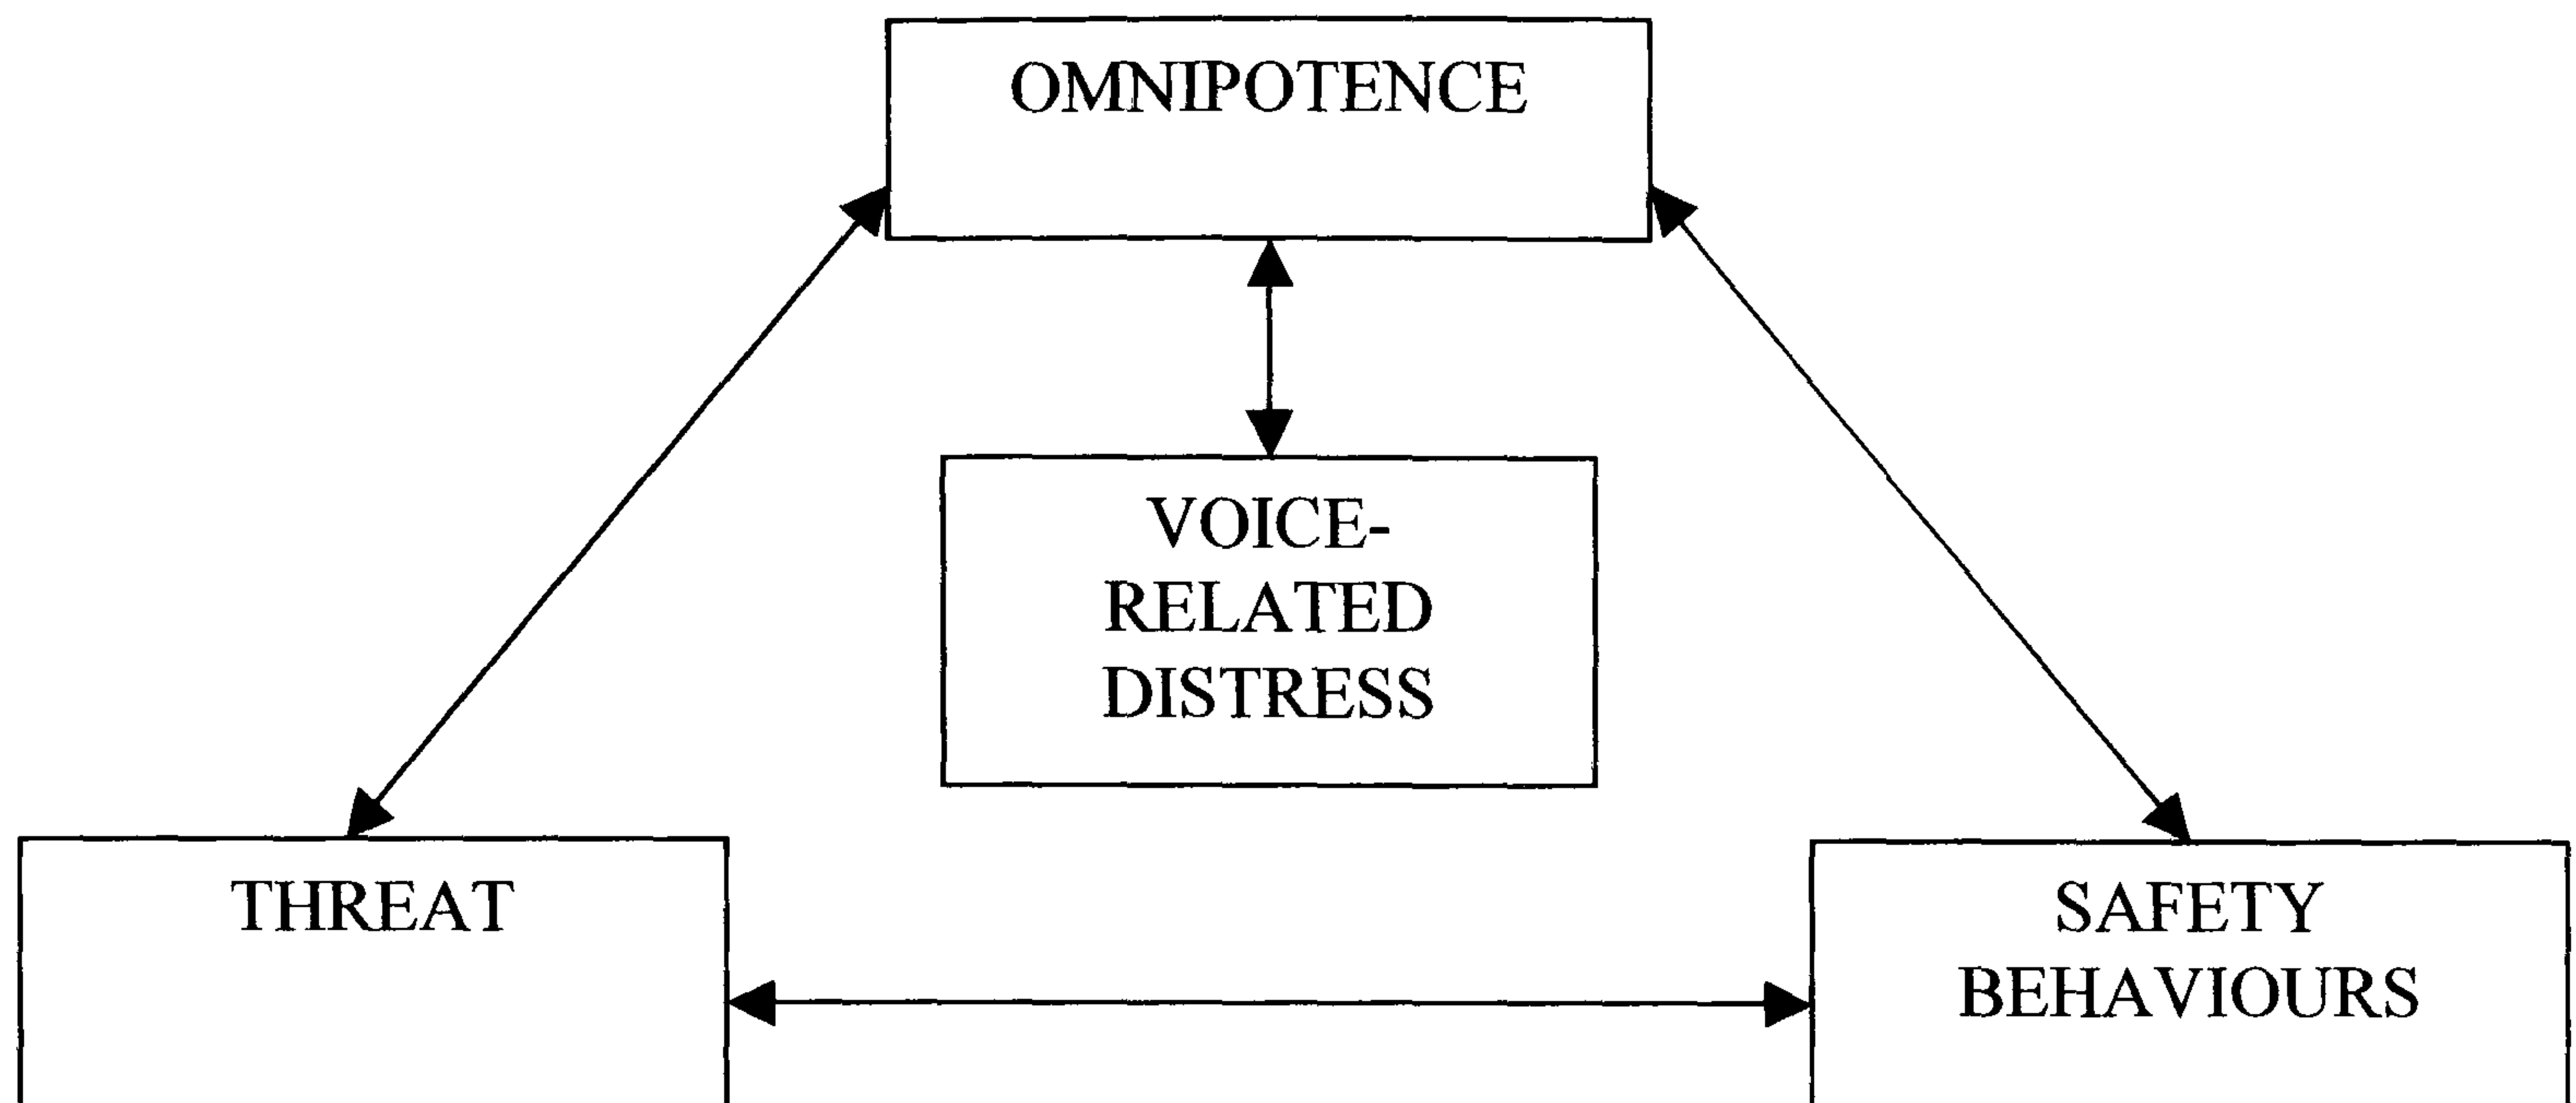 OMNIPOTENCE
VOICE-
RELATED
DISTRESS
THREAT
SAFETY
BEHAVIOURS